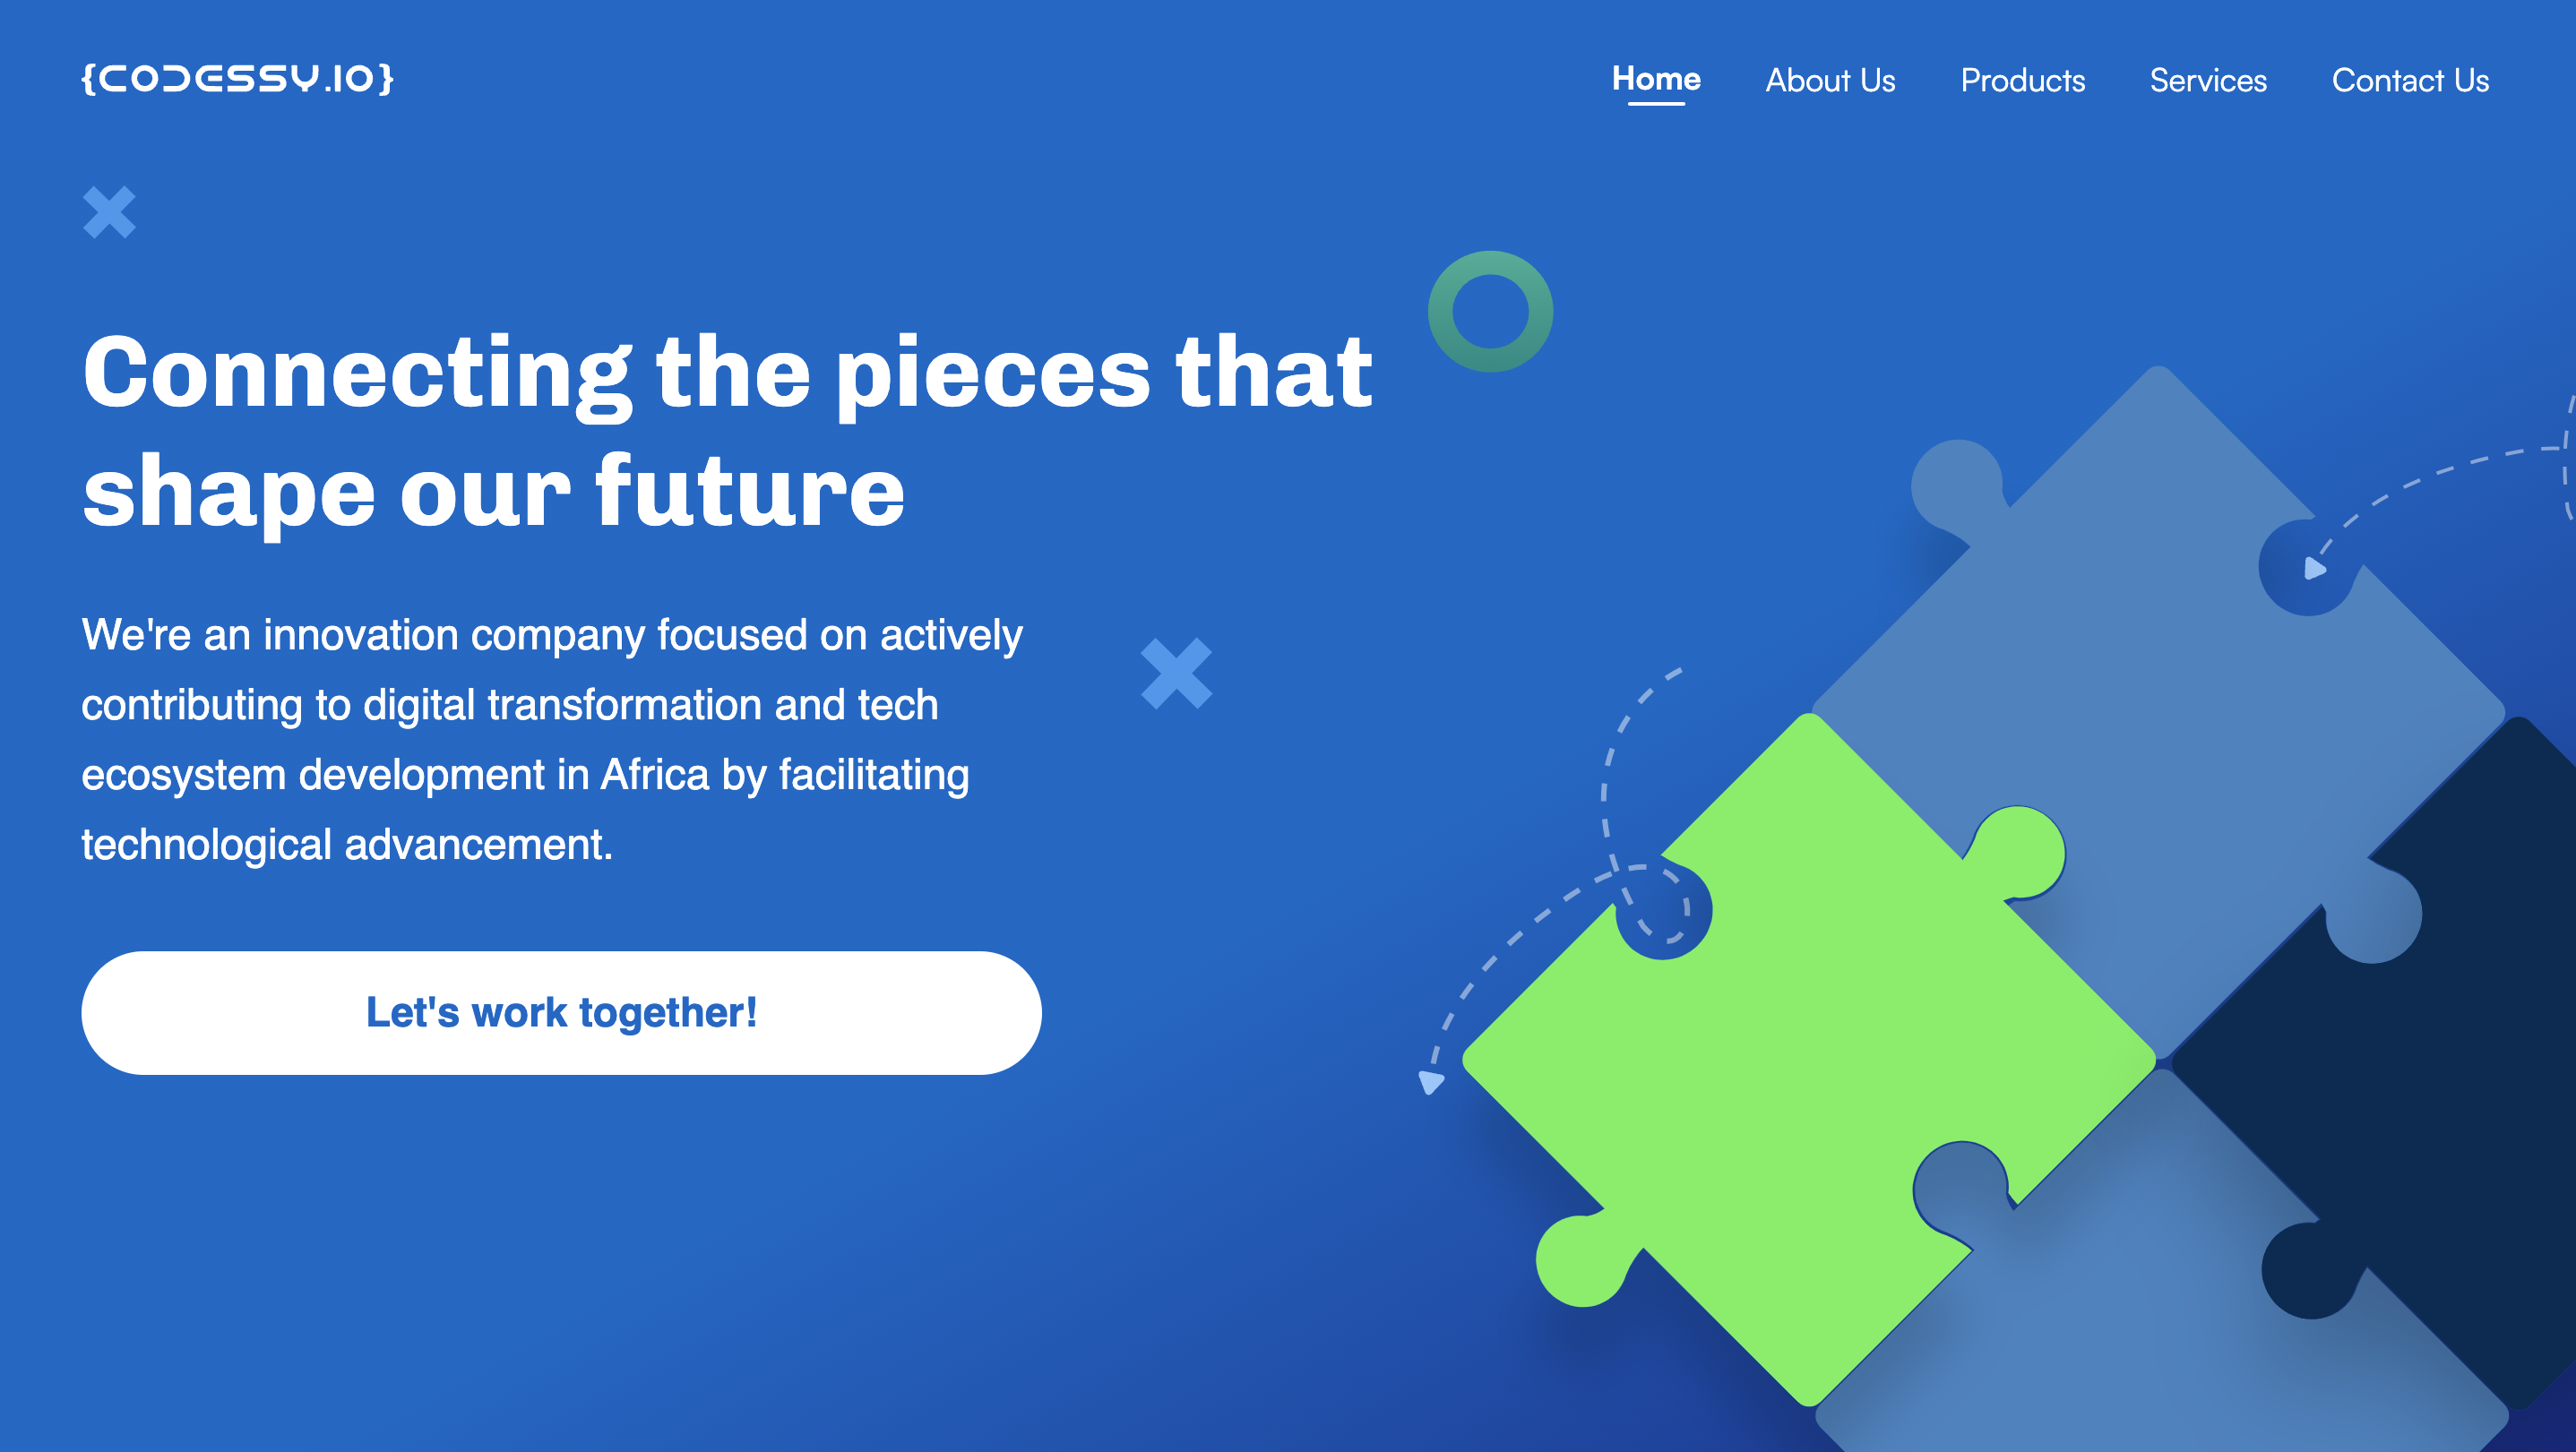 {CODESSY.IO}
Home About Us Products Services Contact Us
Connecting the pieces that
shape our future
We're an innovation company focused on actively
contributing to digital transformation and tech
ecosystem development in Africa by facilitating
technological advancement.
Let's work together!